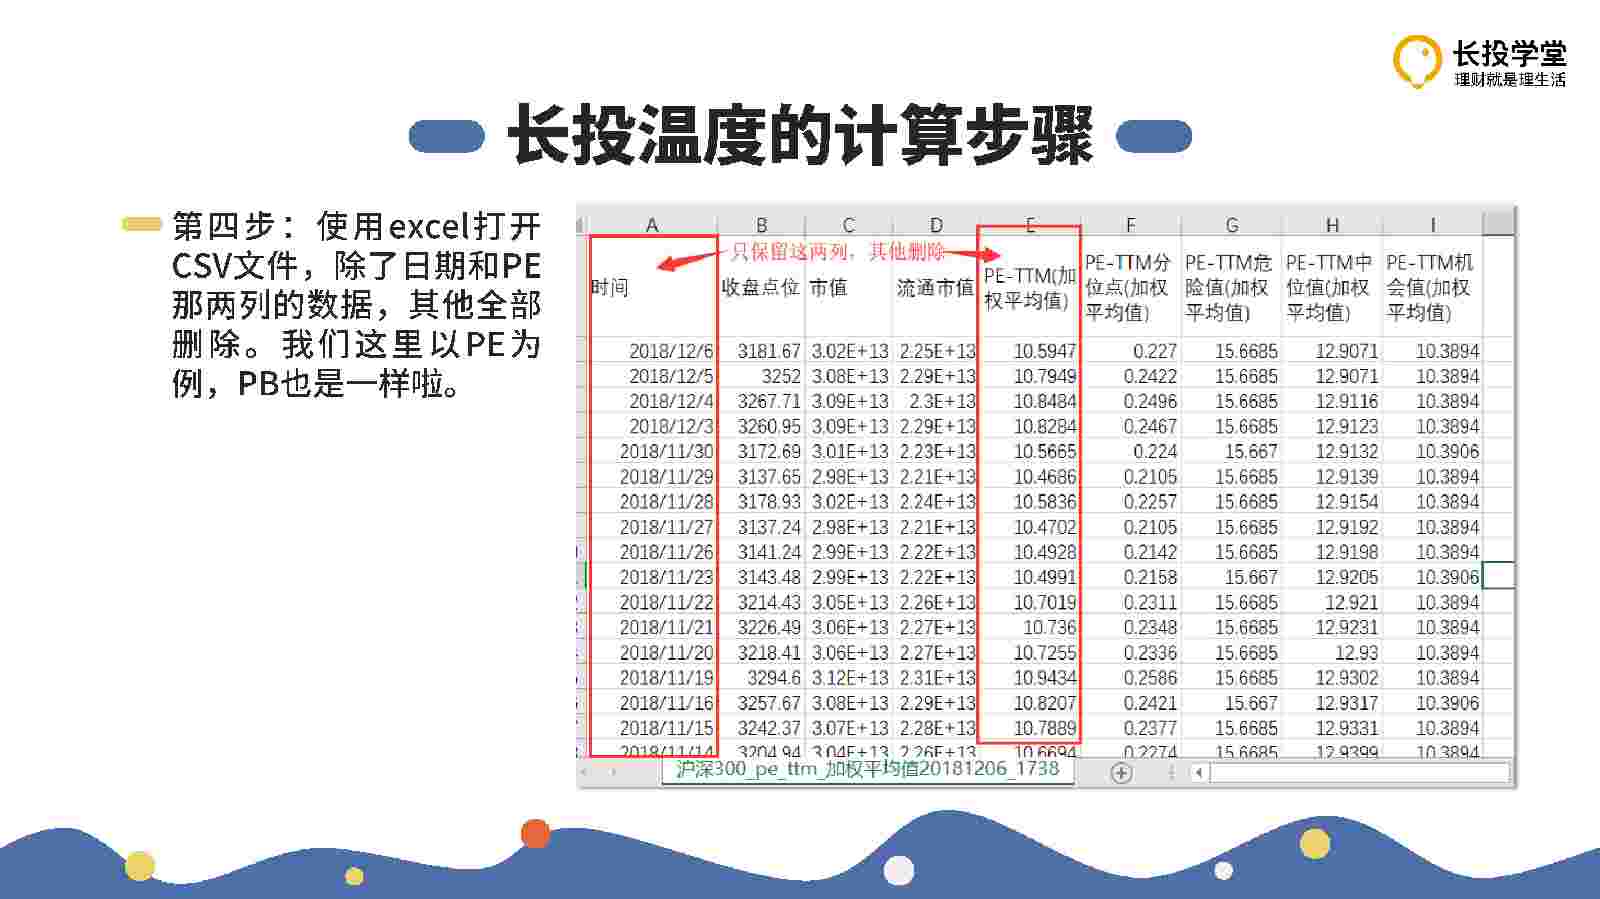 长投学堂
理财就是理生活
长投温度的计算步骤
第四步：使用excel打开
CSV文件，除了日期和PE
那两列的数据，其他全部
删除。我们这里以PE为
例，PB也是一样啦。
A B C D E F G H I
只保留这两列，其他删除
时间 收盘点位 市值 流通市值 PE-TTM(加权平均值) PE-TTM分位点(加权平均值) PE-TTM危险值(加权平均值) PE-TTM中位值(加权平均值) PE-TTM机会值(加权平均值)
2018/12/6 3181.67 3.02E+13 2.25E+13 10.5947 0.227 15.6685 12.9071 10.3894
2018/12/5 3252 3.08E+13 2.29E+13 10.7949 0.2422 15.6685 12.9071 10.3894
2018/12/4 3267.71 3.09E+13 2.3E+13 10.8484 0.2496 15.6685 12.9116 10.3894
2018/12/3 3260.95 3.09E+13 2.29E+13 10.8284 0.2467 15.6685 12.9123 10.3894
2018/11/30 3172.69 3.01E+13 2.23E+13 10.5665 0.224 15.667 12.9132 10.3906
2018/11/29 3137.65 2.98E+13 2.21E+13 10.4686 0.2105 15.6685 12.9139 10.3894
2018/11/28 3178.93 3.02E+13 2.24E+13 10.5836 0.2257 15.6685 12.9154 10.3894
2018/11/27 3137.24 2.98E+13 2.21E+13 10.4702 0.2105 15.6685 12.9192 10.3894
2018/11/26 3141.24 2.99E+13 2.22E+13 10.4928 0.2142 15.6685 12.9198 10.3894
2018/11/23 3143.48 2.99E+13 2.22E+13 10.4991 0.2158 15.667 12.9205 10.3906
2018/11/22 3214.43 3.05E+13 2.26E+13 10.7019 0.2311 15.6685 12.921 10.3894
2018/11/21 3226.49 3.06E+13 2.27E+13 10.736 0.2348 15.6685 12.9231 10.3894
2018/11/20 3218.41 3.06E+13 2.27E+13 10.7255 0.2336 15.6685 12.93 10.3894
2018/11/19 3294.6 3.12E+13 2.31E+13 10.9434 0.2586 15.6685 12.9302 10.3894
2018/11/16 3257.67 3.08E+13 2.29E+13 10.8207 0.2421 15.667 12.9317 10.3906
2018/11/15 3242.37 3.07E+13 2.28E+13 10.7889 0.2377 15.6685 12.9331 10.3894
2018/11/14 3204.94 3.04E+13 2.26E+13 10.6694 0.2274 15.6685 12.9399 10.3894
沪深300_pe_ttm_加权平均值20181206_1738